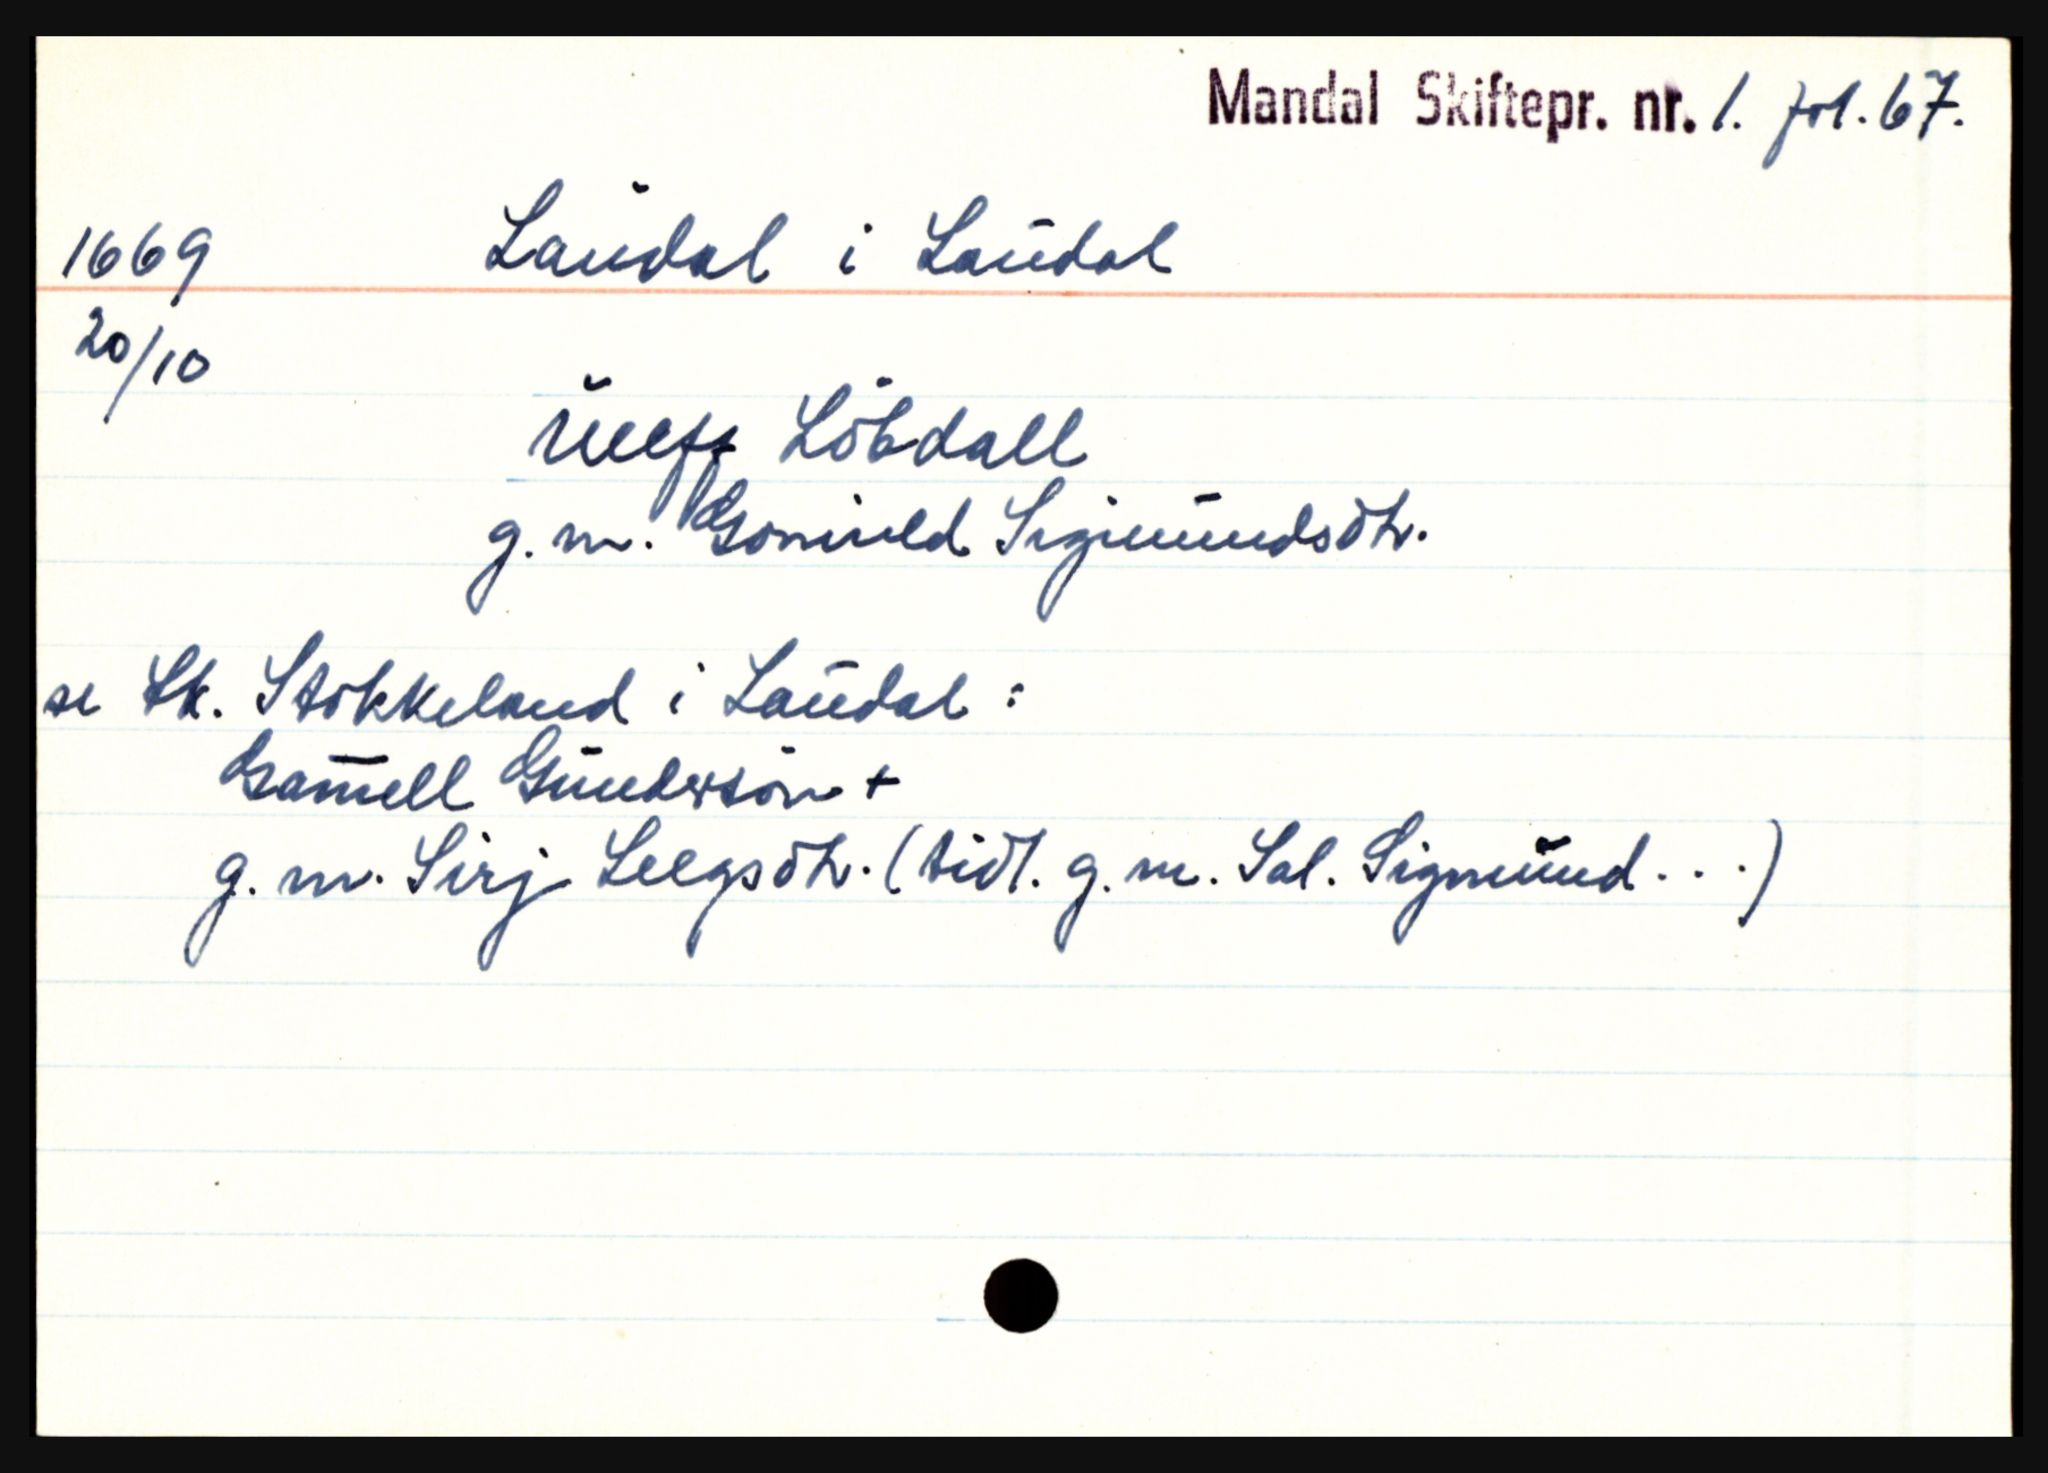 Mandal Skiftepr. nr. 1. fol. 67.
1669 Laudal i Laudal
20/10
Ulleff Löbdall
g. m. Gonild Sigmundsdtr.
se Sk. Stokkeland i Laudal:
Gamell Gundersön +
g. m. Sirj Leegsdtr. (tidl. g. m. Sal. Sigmund . . .)